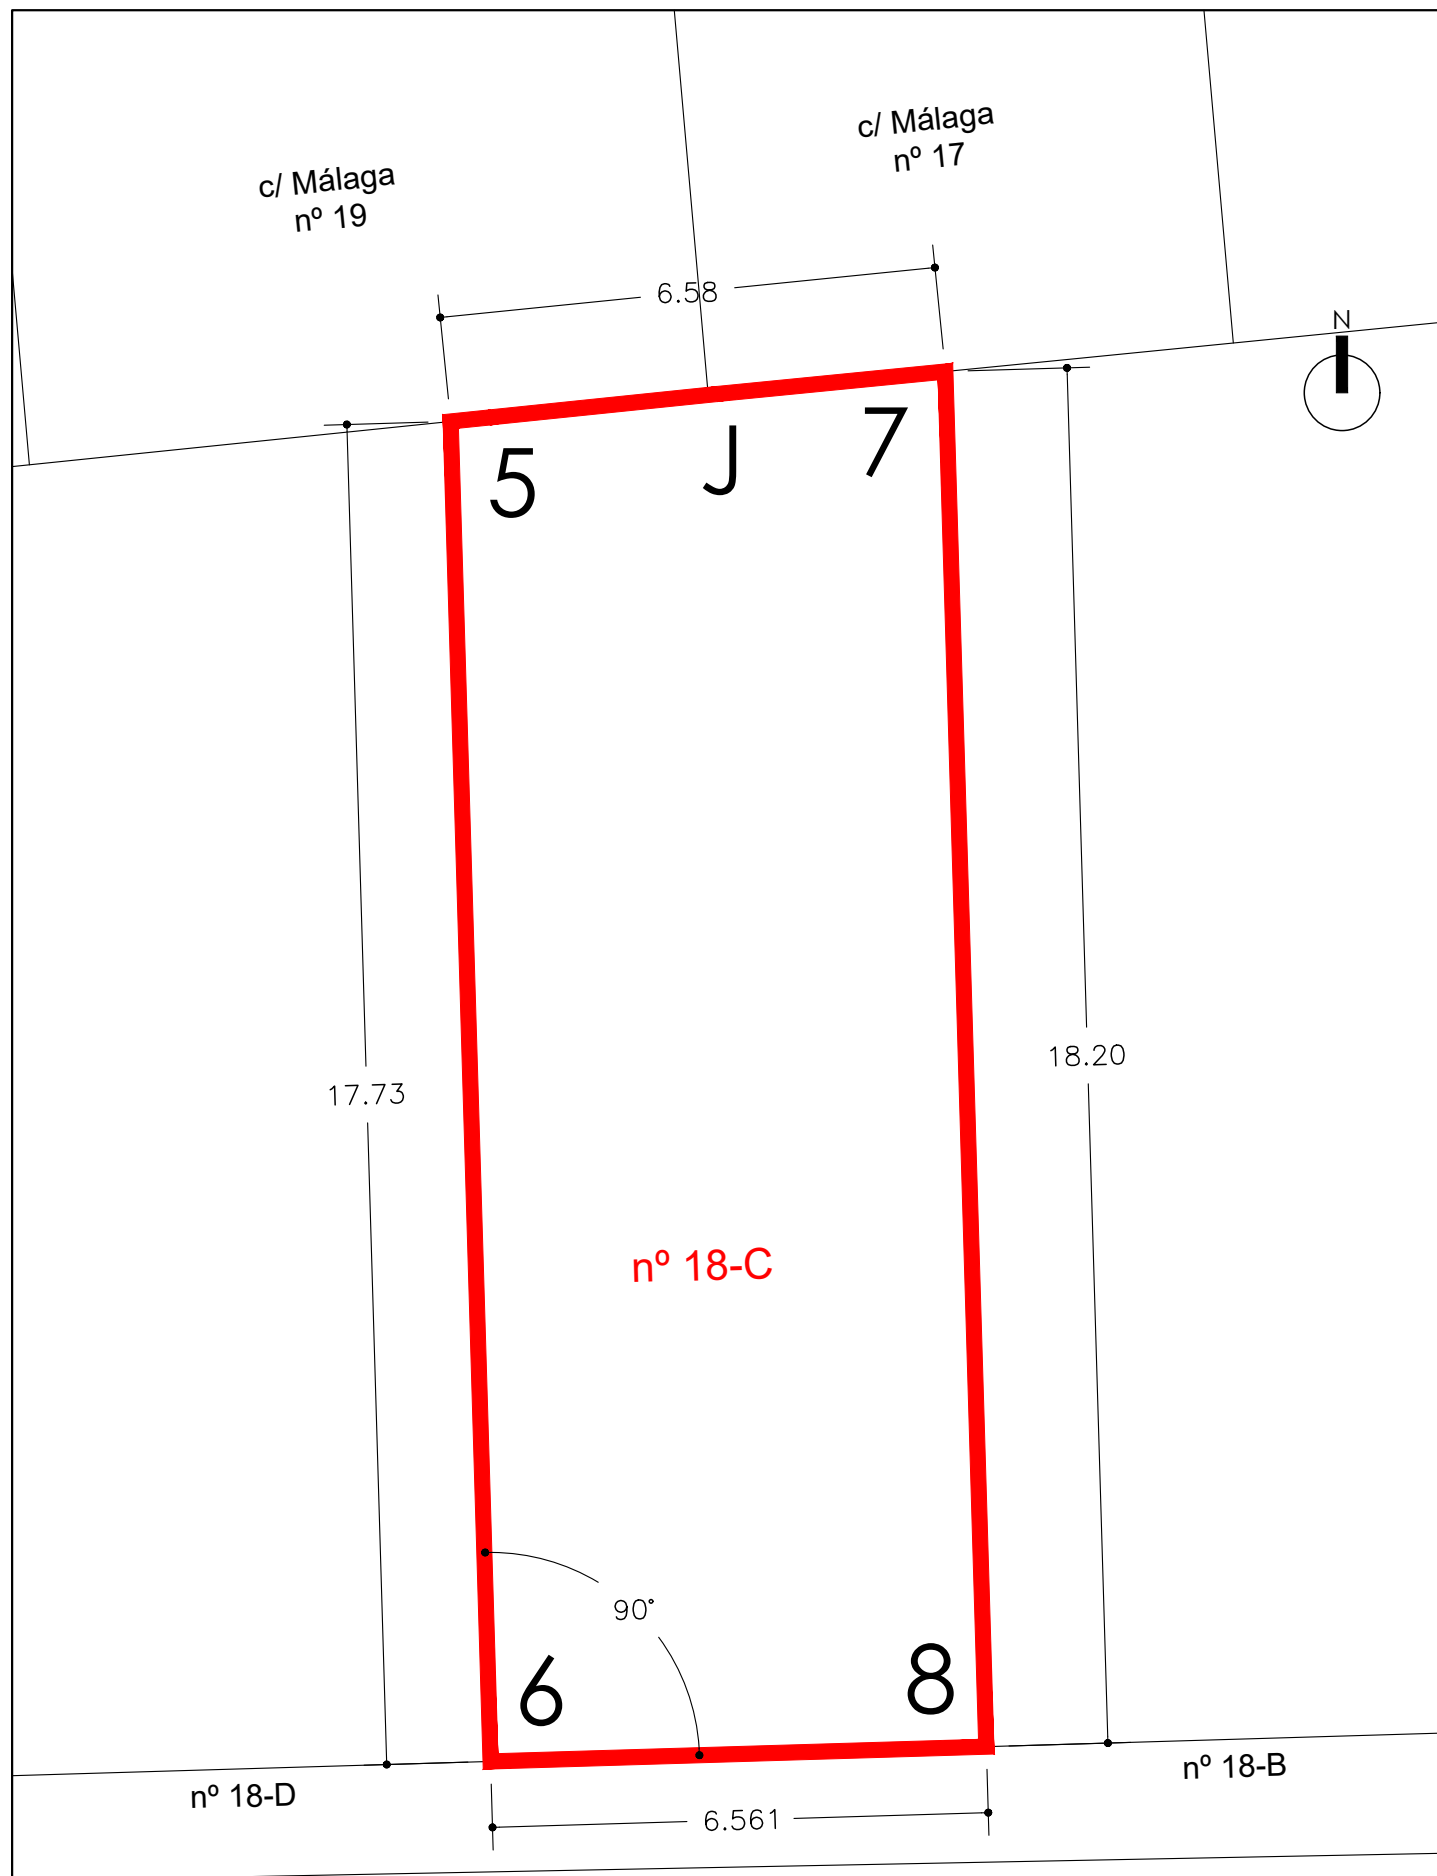 c/ Málaga
nº 17
c/ Málaga
nº 19
6.58
N
5
J
7
17.73
18.20
nº 18-C
90°
6
8
nº 18-D
nº 18-B
6.561